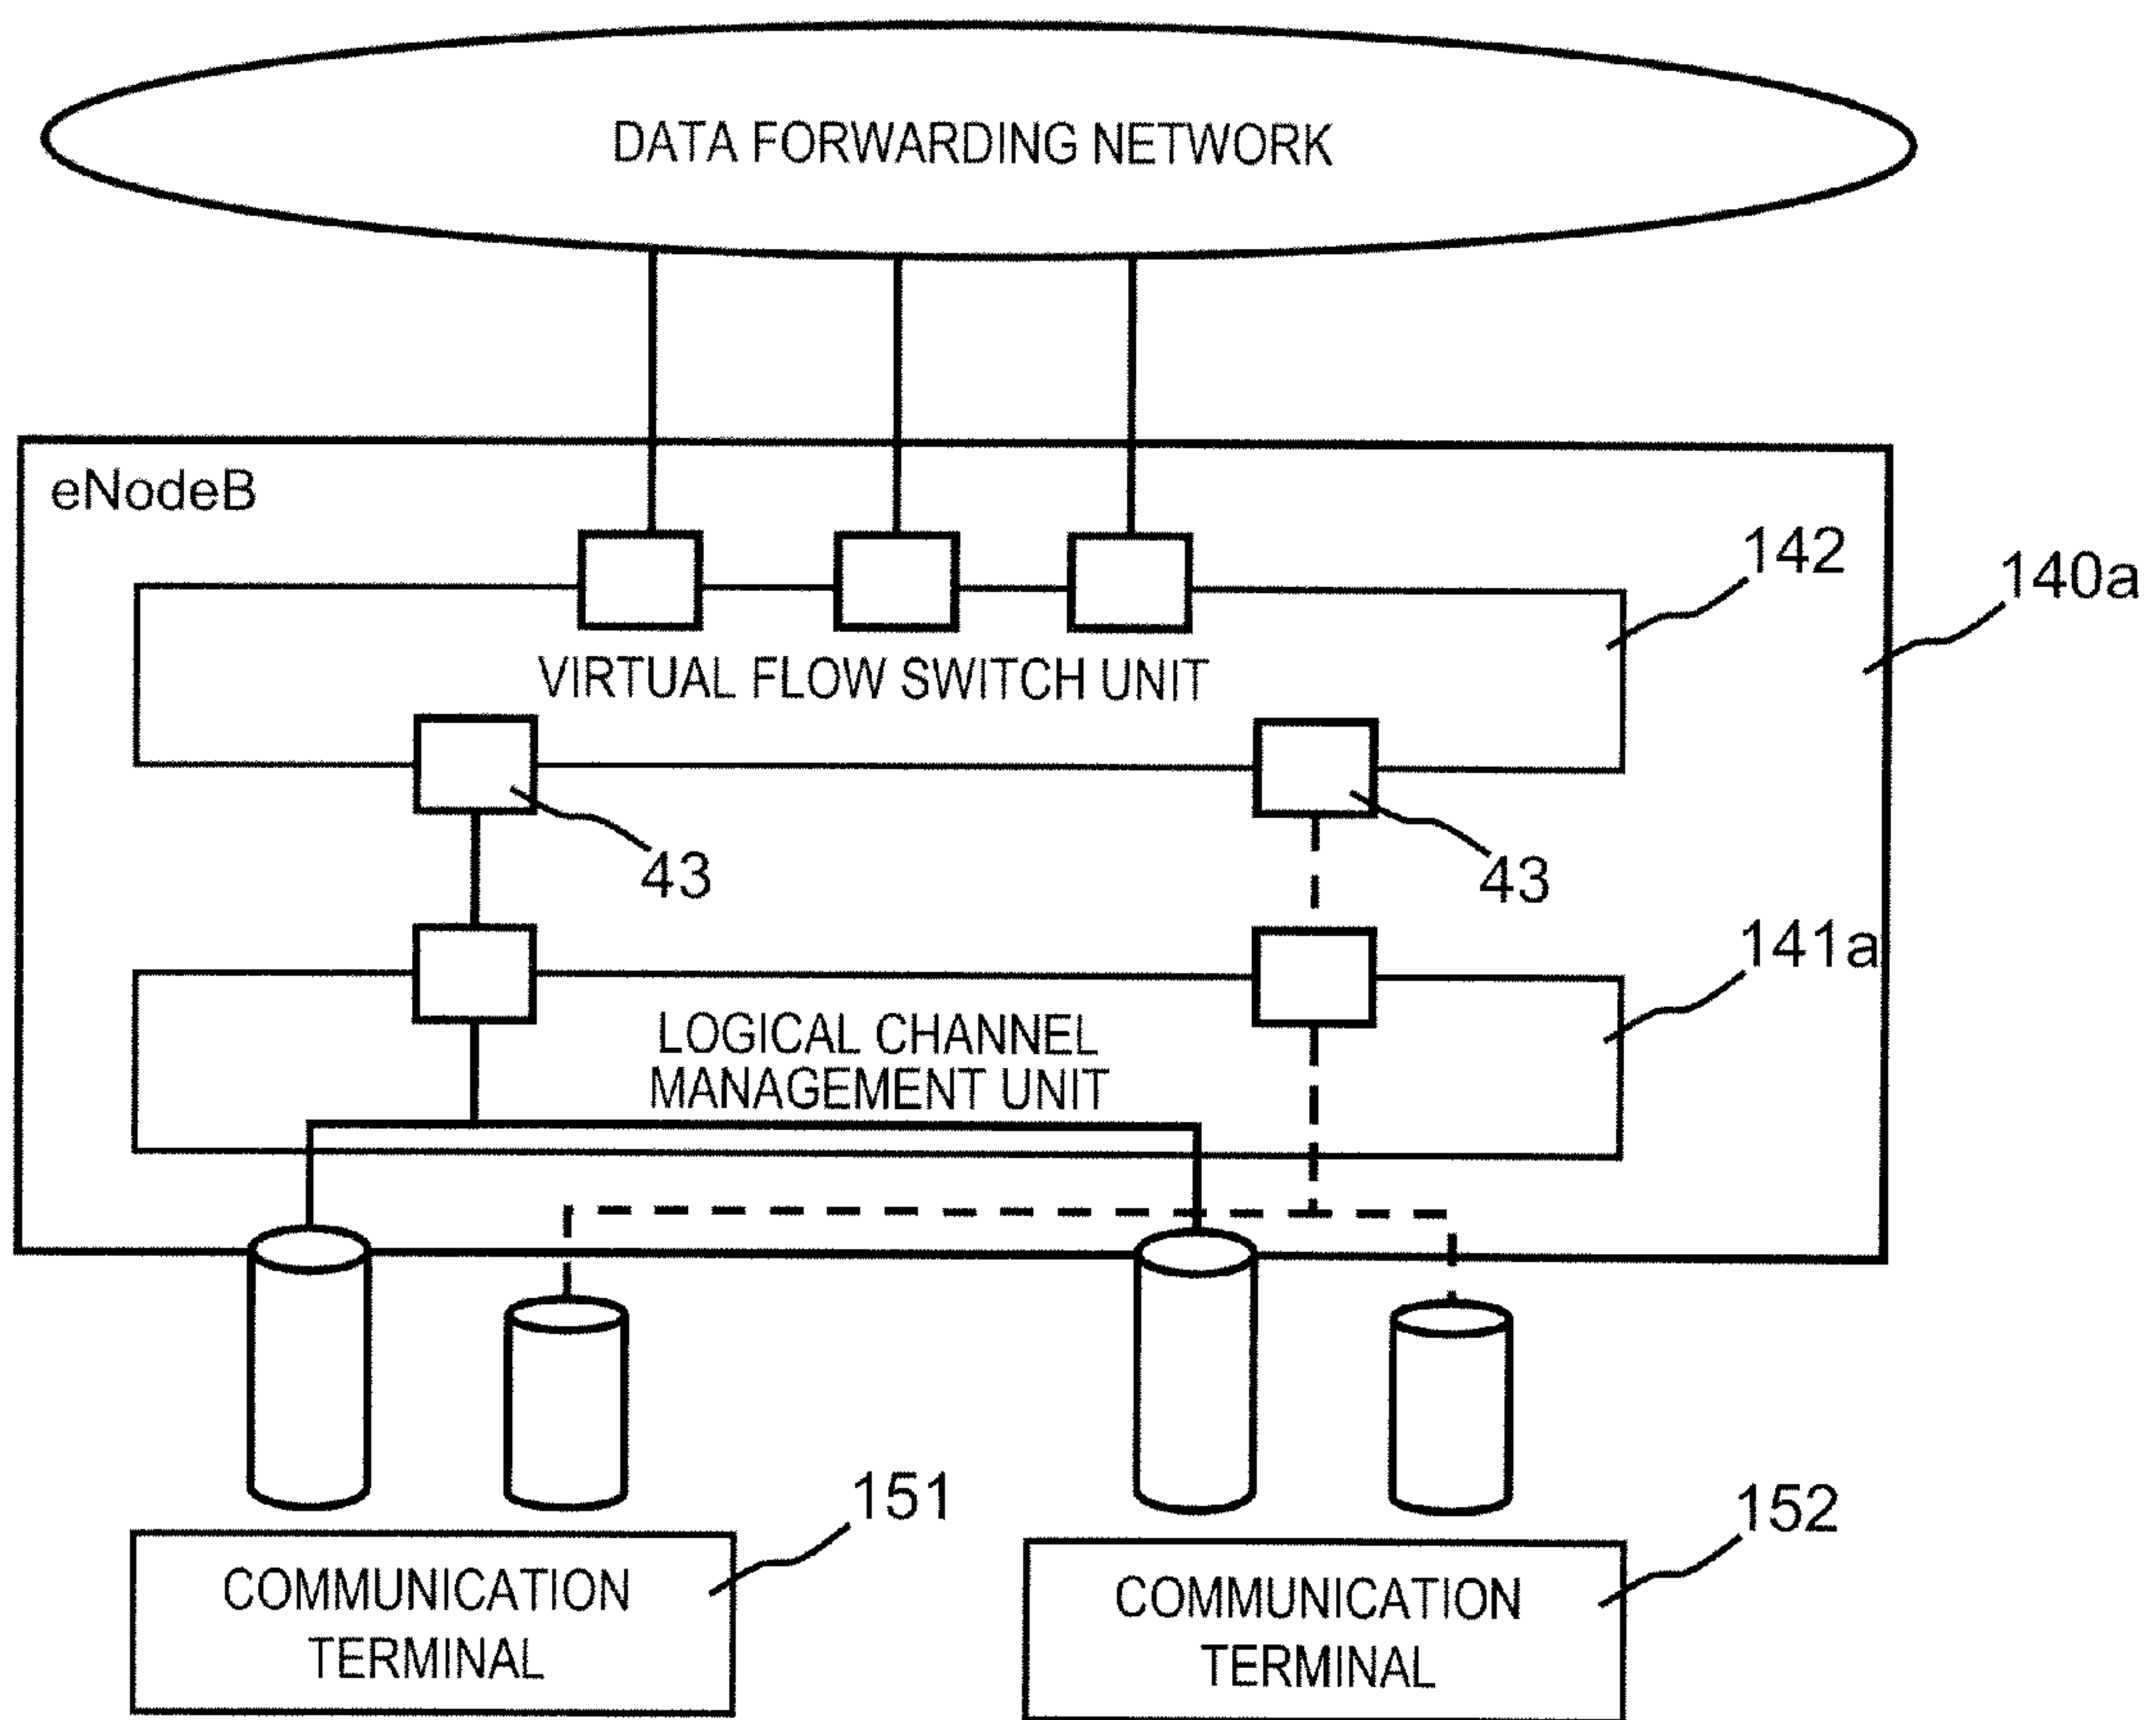 DATA FORWARDING NETWORK
eNodeB
142
140a
VIRTUAL FLOW SWITCH UNIT
43
43
141a
LOGICAL CHANNEL
MANAGEMENT UNIT
151
152
COMMUNICATION
TERMINAL
COMMUNICATION
TERMINAL